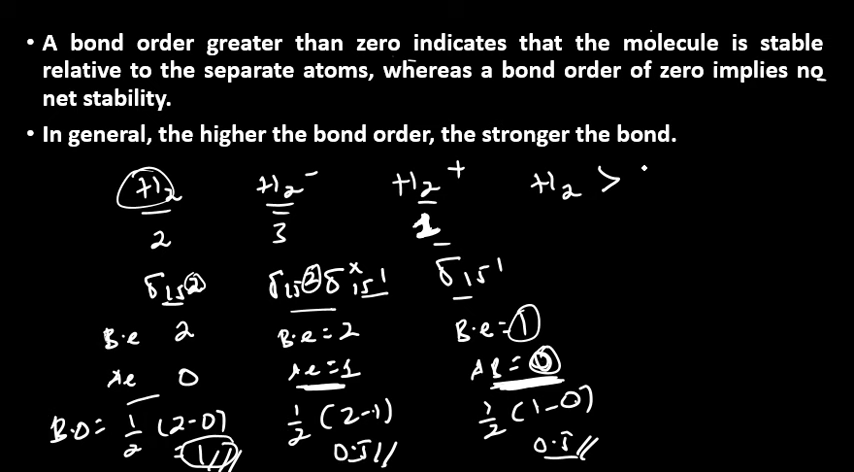 • A bond order greater than zero indicates that the molecule is stable
relative to the separate atoms, whereas a bond order of zero implies no
net stability.
• In general, the higher the bond order, the stronger the bond.
H2 H2- H2+ H2 >
2 3 1
σ1s2 σ1s2 σ*1s1 σ1s1
B.e 2 B.e=2 B.e=1
Ae 0 Ae=1 AB=0
B.O= 1/2 (2-0) 1/2 (2-1) 1/2 (1-0)
=1// 0.5// 0.5//